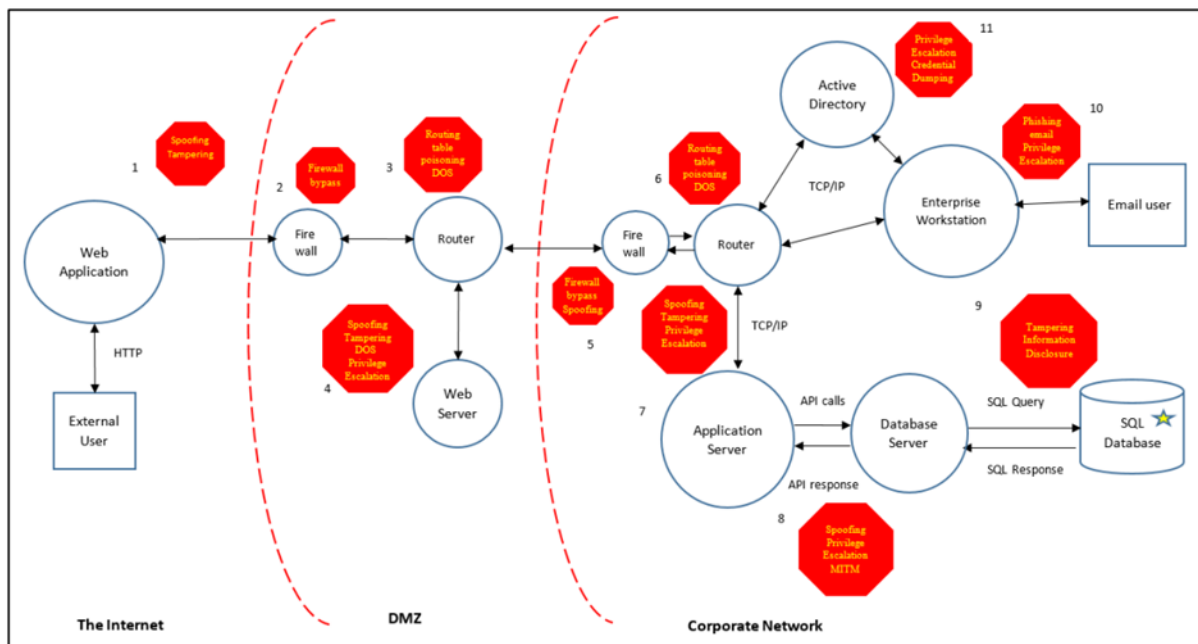 1
Spoofing
Tampering
2
Firewall
bypass
3
Routing
table
poisoning
DOS
Web
Application
HTTP
External
User
Fire
wall
Router
4
Spoofing
Tampering
DOS
Privilege
Escalation
Web
Server
5
Firewall
bypass
Spoofing
Fire
wall
6
Routing
table
poisoning
DOS
Router
11
Privilege
Escalation
Credential
Dumping
Active
Directory
TCP/IP
10
Phishing
email
Privilege
Escalation
Enterprise
Workstation
Email user
Spoofing
Tampering
Privilege
Escalation
TCP/IP
7
Application
Server
API calls
API response
Database
Server
8
Spoofing
Privilege
Escalation
MITM
9
Tampering
Information
Disclosure
SQL Query
SQL Response
SQL
Database
The Internet
DMZ
Corporate Network